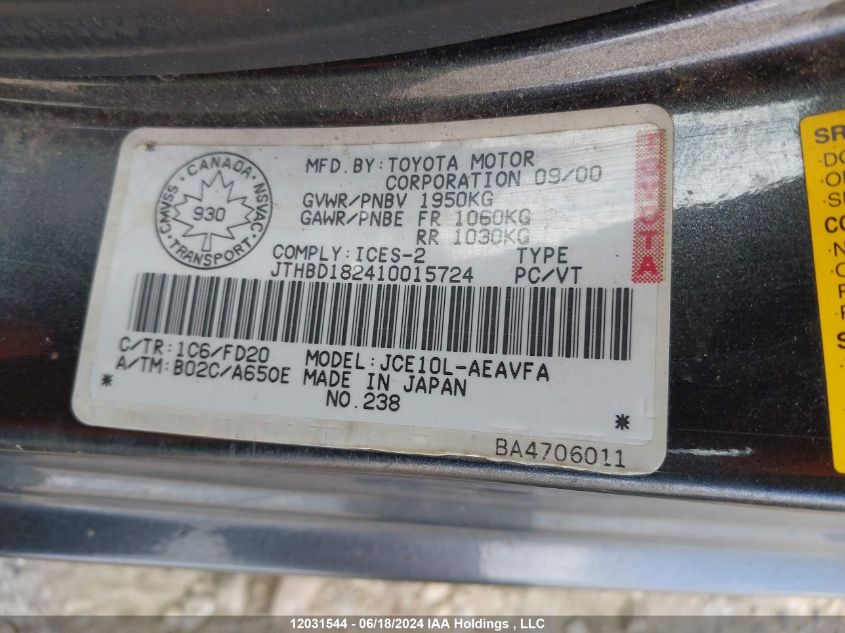 MFD.BY:TOYOTA MOTOR
CORPORATION 09/00
GVWR/PNBV 1950KG
GAWR/PNBE FR 1060KG
RR 1030KG
COMPLY:ICES-2 TYPE
JTHBD182410015724 PC/VT
CANADA
CMVSS NSVAC
930
TRANSPORT
TOYOTA
C/TR:1C6/FD20 MODEL:JCE10L-AEAVFA
A/TM:B02C/A650E MADE IN JAPAN
NO.238
BA4706011
SR
12031544 - 06/18/2024 IAA Holdings , LLC